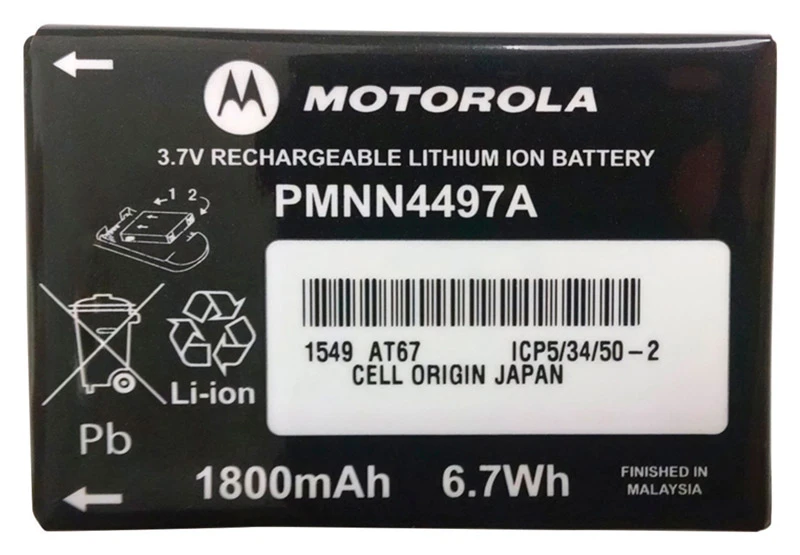 MOTOROLA
3.7V RECHARGEABLE LITHIUM ION BATTERY
PMNN4497A
1 2
1549 AT67 ICP5/34/50-2
CELL ORIGIN JAPAN
Li-ion
Pb
1800mAh 6.7Wh
FINISHED IN
MALAYSIA